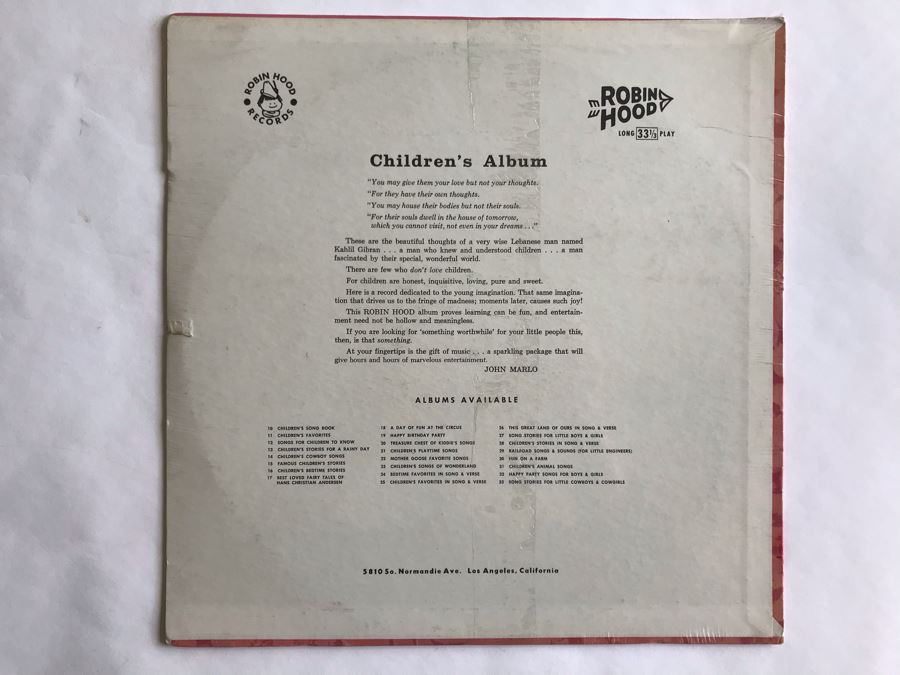 ROBIN HOOD
RECORDS
ROBIN
HOOD
LONG 33⅓ PLAY
Children's Album
"You may give them your love but not your thoughts.
"For they have their own thoughts.
"You may house their bodies but not their souls.
"For their souls dwell in the house of tomorrow,
which you cannot visit, not even in your dreams . . ."
These are the beautiful thoughts of a very wise Lebanese man named
Kahlil Gibran . . . a man who knew and understood children . . . a man
fascinated by their special, wonderful world.
There are few who don't love children.
For children are honest, inquisitive, loving, pure and sweet.
Here is a record dedicated to the young imagination. That same imagina-
tion that drives us to the fringe of madness; moments later, causes such joy!
This ROBIN HOOD album proves learning can be fun, and entertain-
ment need not be hollow and meaningless.
If you are looking for 'something worthwhile' for your little people this,
then, is that something.
At your fingertips is the gift of music . . . a sparkling package that will
give hours and hours of marvelous entertainment.
JOHN MARLO
ALBUMS AVAILABLE
10 CHILDREN'S SONG BOOK
11 CHILDREN'S FAVORITES
12 SONGS FOR CHILDREN TO KNOW
13 CHILDREN'S STORIES FOR A RAINY DAY
14 CHILDREN'S COWBOY SONGS
15 FAMOUS CHILDREN'S STORIES
16 CHILDREN'S BEDTIME STORIES
17 BEST LOVED FAIRY TALES OF
HANS CHRISTIAN ANDERSEN
18 A DAY OF FUN AT THE CIRCUS
19 HAPPY BIRTHDAY PARTY
20 TREASURE CHEST OF KIDDIE'S SONGS
21 CHILDREN'S PLAYTIME SONGS
22 MOTHER GOOSE FAVORITE SONGS
23 CHILDREN'S SONGS OF WONDERLAND
24 BEDTIME FAVORITES IN SONG & VERSE
25 CHILDREN'S FAVORITES IN SONG & VERSE
26 THIS GREAT LAND OF OURS IN SONG & VERSE
27 SONG STORIES FOR LITTLE BOYS & GIRLS
28 CHILDREN'S STORIES IN SONG & VERSE
29 RAILROAD SONGS & SOUNDS (FOR LITTLE ENGINEERS)
30 FUN ON A FARM
31 CHILDREN'S ANIMAL SONGS
32 HAPPY PARTY SONGS FOR BOYS & GIRLS
33 SONG STORIES FOR LITTLE COWBOYS & COWGIRLS
5810 So. Normandie Ave. Los Angeles, California